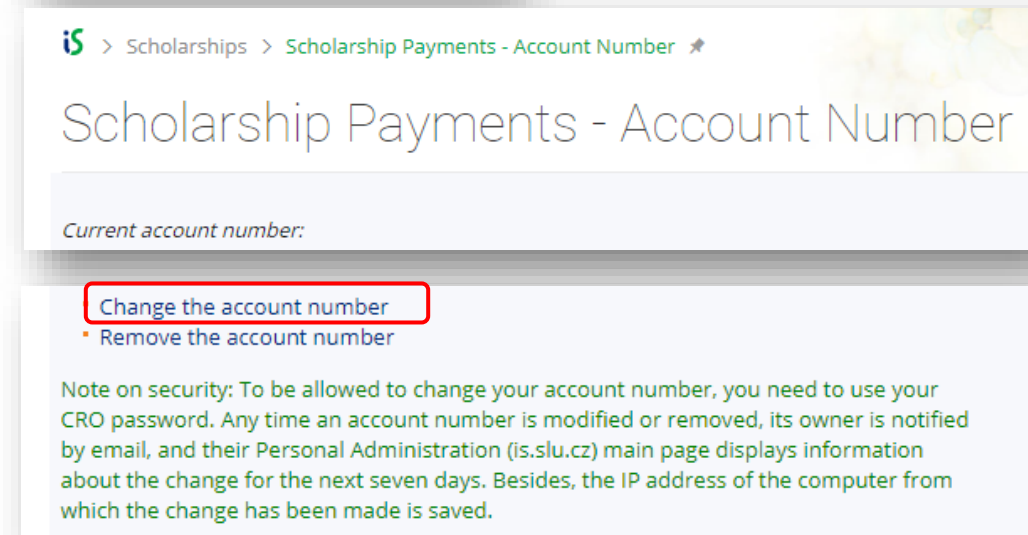 iS > Scholarships > Scholarship Payments - Account Number
Scholarship Payments - Account Number
Current account number:
Change the account number
Remove the account number
Note on security: To be allowed to change your account number, you need to use your
CRO password. Any time an account number is modified or removed, its owner is notified
by email, and their Personal Administration (is.slu.cz) main page displays information
about the change for the next seven days. Besides, the IP address of the computer from
which the change has been made is saved.